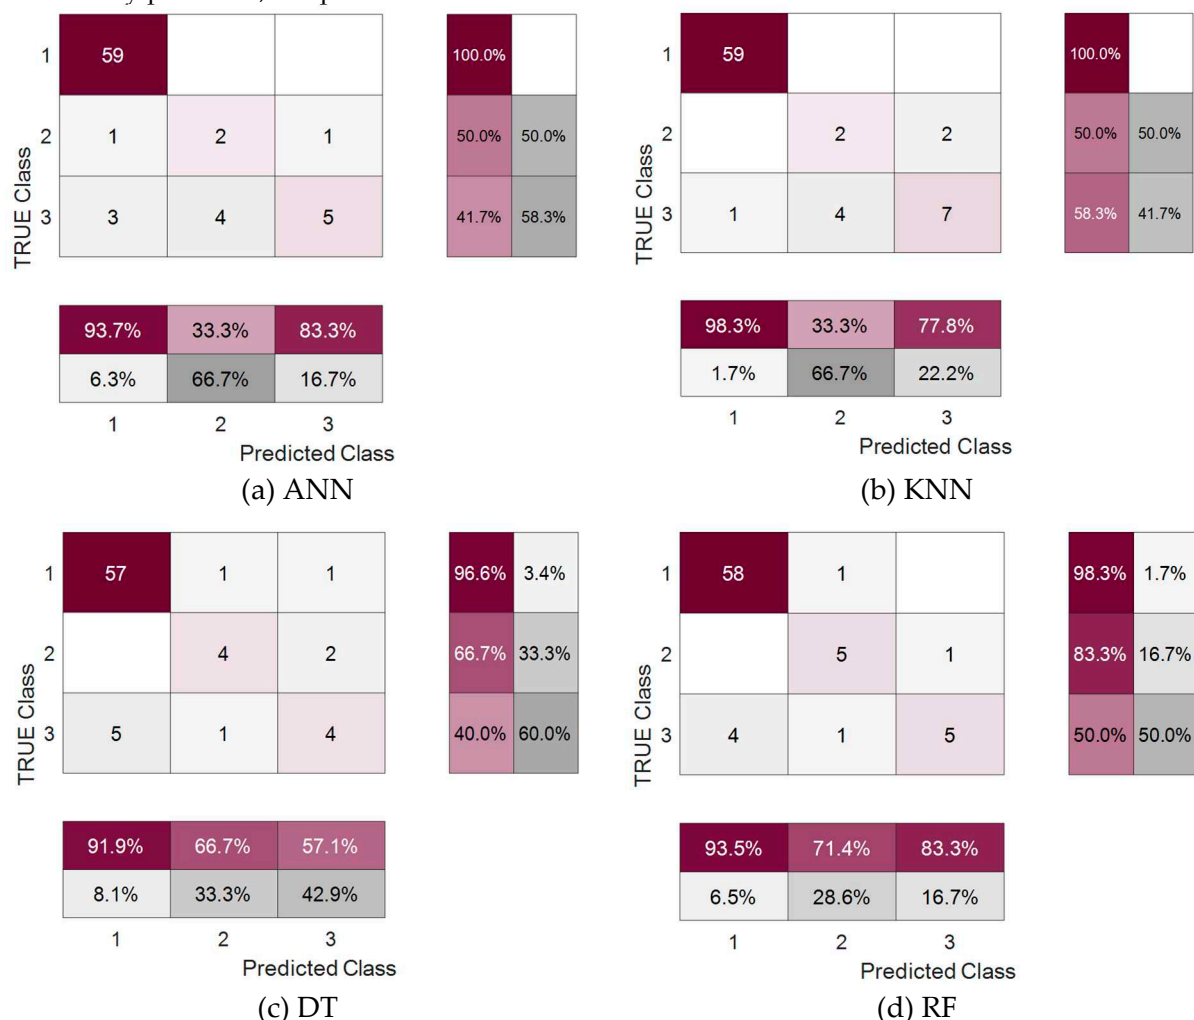 1 59 100.0%
2 1 2 1 50.0% 50.0%
3 3 4 5 41.7% 58.3%
TRUE Class
93.7% 33.3% 83.3%
6.3% 66.7% 16.7%
1 2 3
Predicted Class
(a) ANN
1 59 100.0%
2 2 2 50.0% 50.0%
3 1 4 7 58.3% 41.7%
TRUE Class
98.3% 33.3% 77.8%
1.7% 66.7% 22.2%
1 2 3
Predicted Class
(b) KNN
1 57 1 1 96.6% 3.4%
2 4 2 66.7% 33.3%
3 5 1 4 40.0% 60.0%
TRUE Class
91.9% 66.7% 57.1%
8.1% 33.3% 42.9%
1 2 3
Predicted Class
(c) DT
1 58 1 98.3% 1.7%
2 5 1 83.3% 16.7%
3 4 1 5 50.0% 50.0%
TRUE Class
93.5% 71.4% 83.3%
6.5% 28.6% 16.7%
1 2 3
Predicted Class
(d) RF